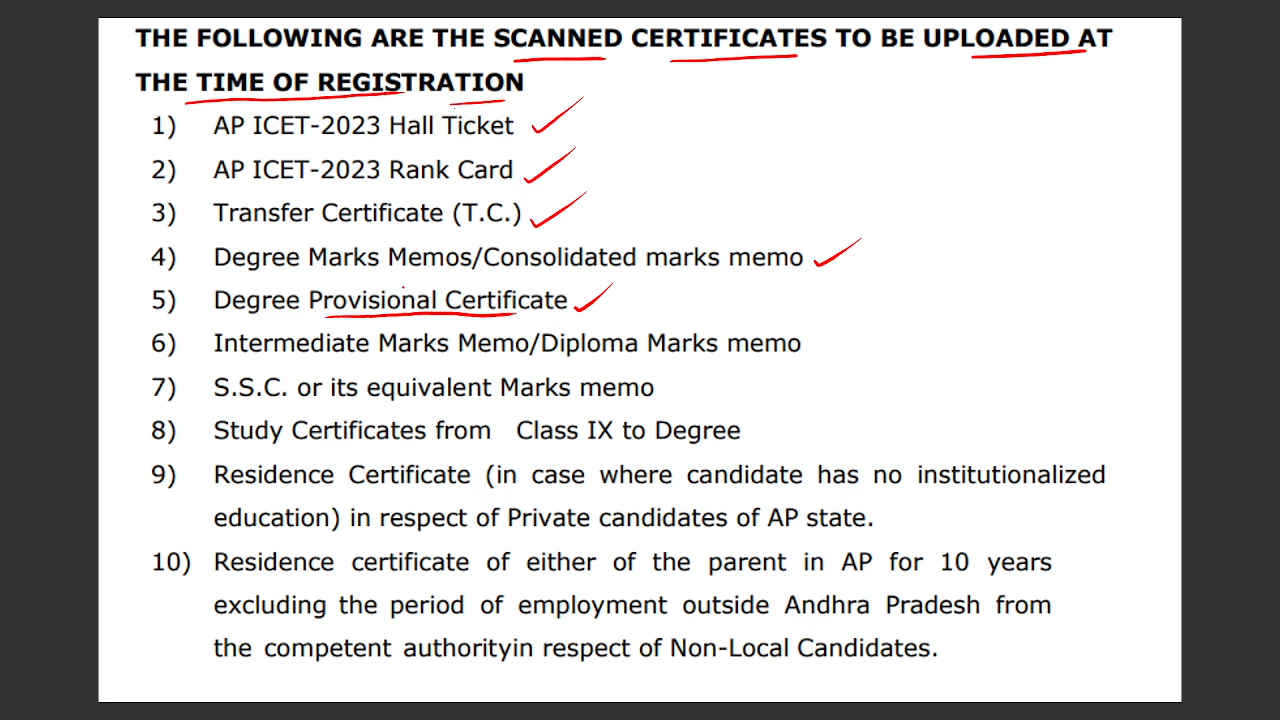 THE FOLLOWING ARE THE SCANNED CERTIFICATES TO BE UPLOADED AT
THE TIME OF REGISTRATION
1) AP ICET-2023 Hall Ticket
2) AP ICET-2023 Rank Card
3) Transfer Certificate (T.C.)
4) Degree Marks Memos/Consolidated marks memo
5) Degree Provisional Certificate
6) Intermediate Marks Memo/Diploma Marks memo
7) S.S.C. or its equivalent Marks memo
8) Study Certificates from Class IX to Degree
9) Residence Certificate (in case where candidate has no institutionalized
education) in respect of Private candidates of AP state.
10) Residence certificate of either of the parent in AP for 10 years
excluding the period of employment outside Andhra Pradesh from
the competent authorityin respect of Non-Local Candidates.